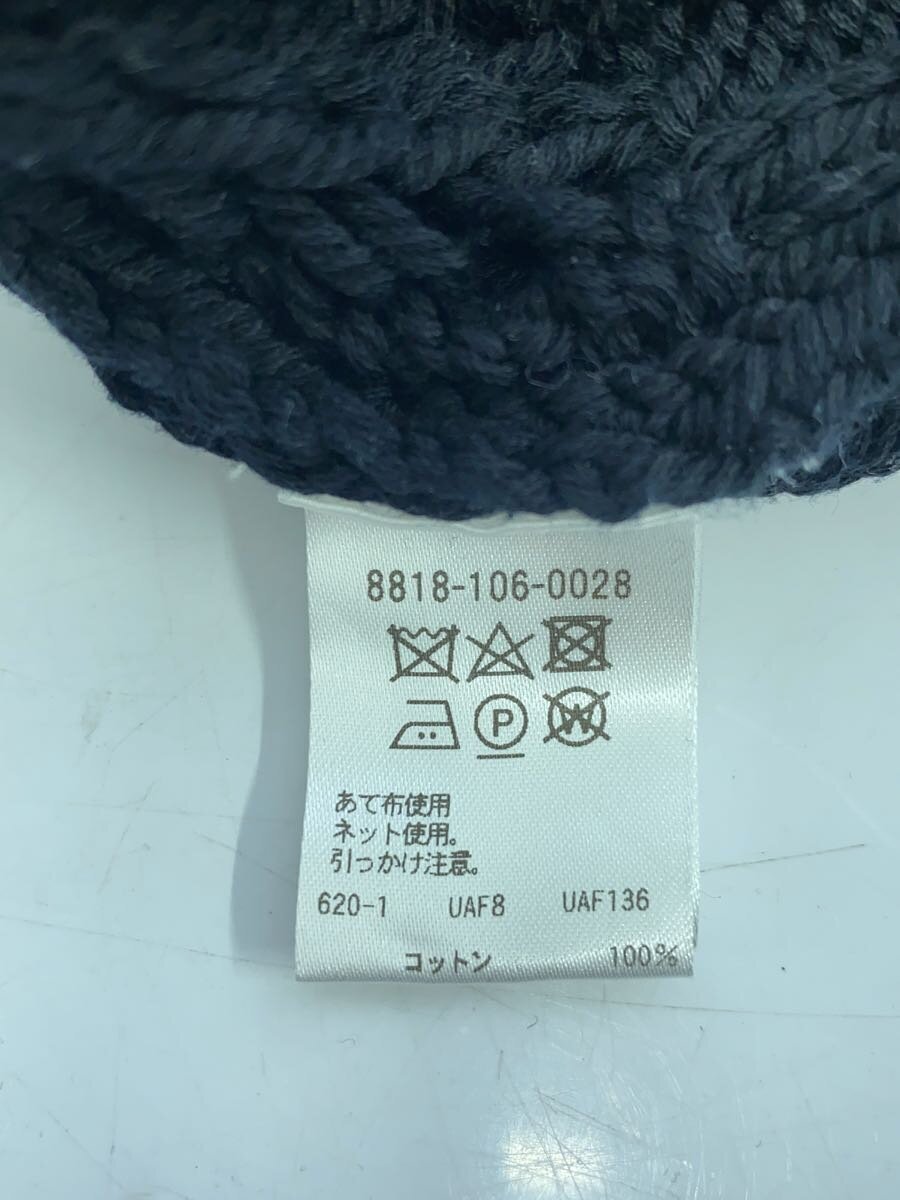 8818-106-0028
P
W
あて布使用
ネット使用。
引っかけ注意。
620-1 UAF8 UAF136
コットン 100%